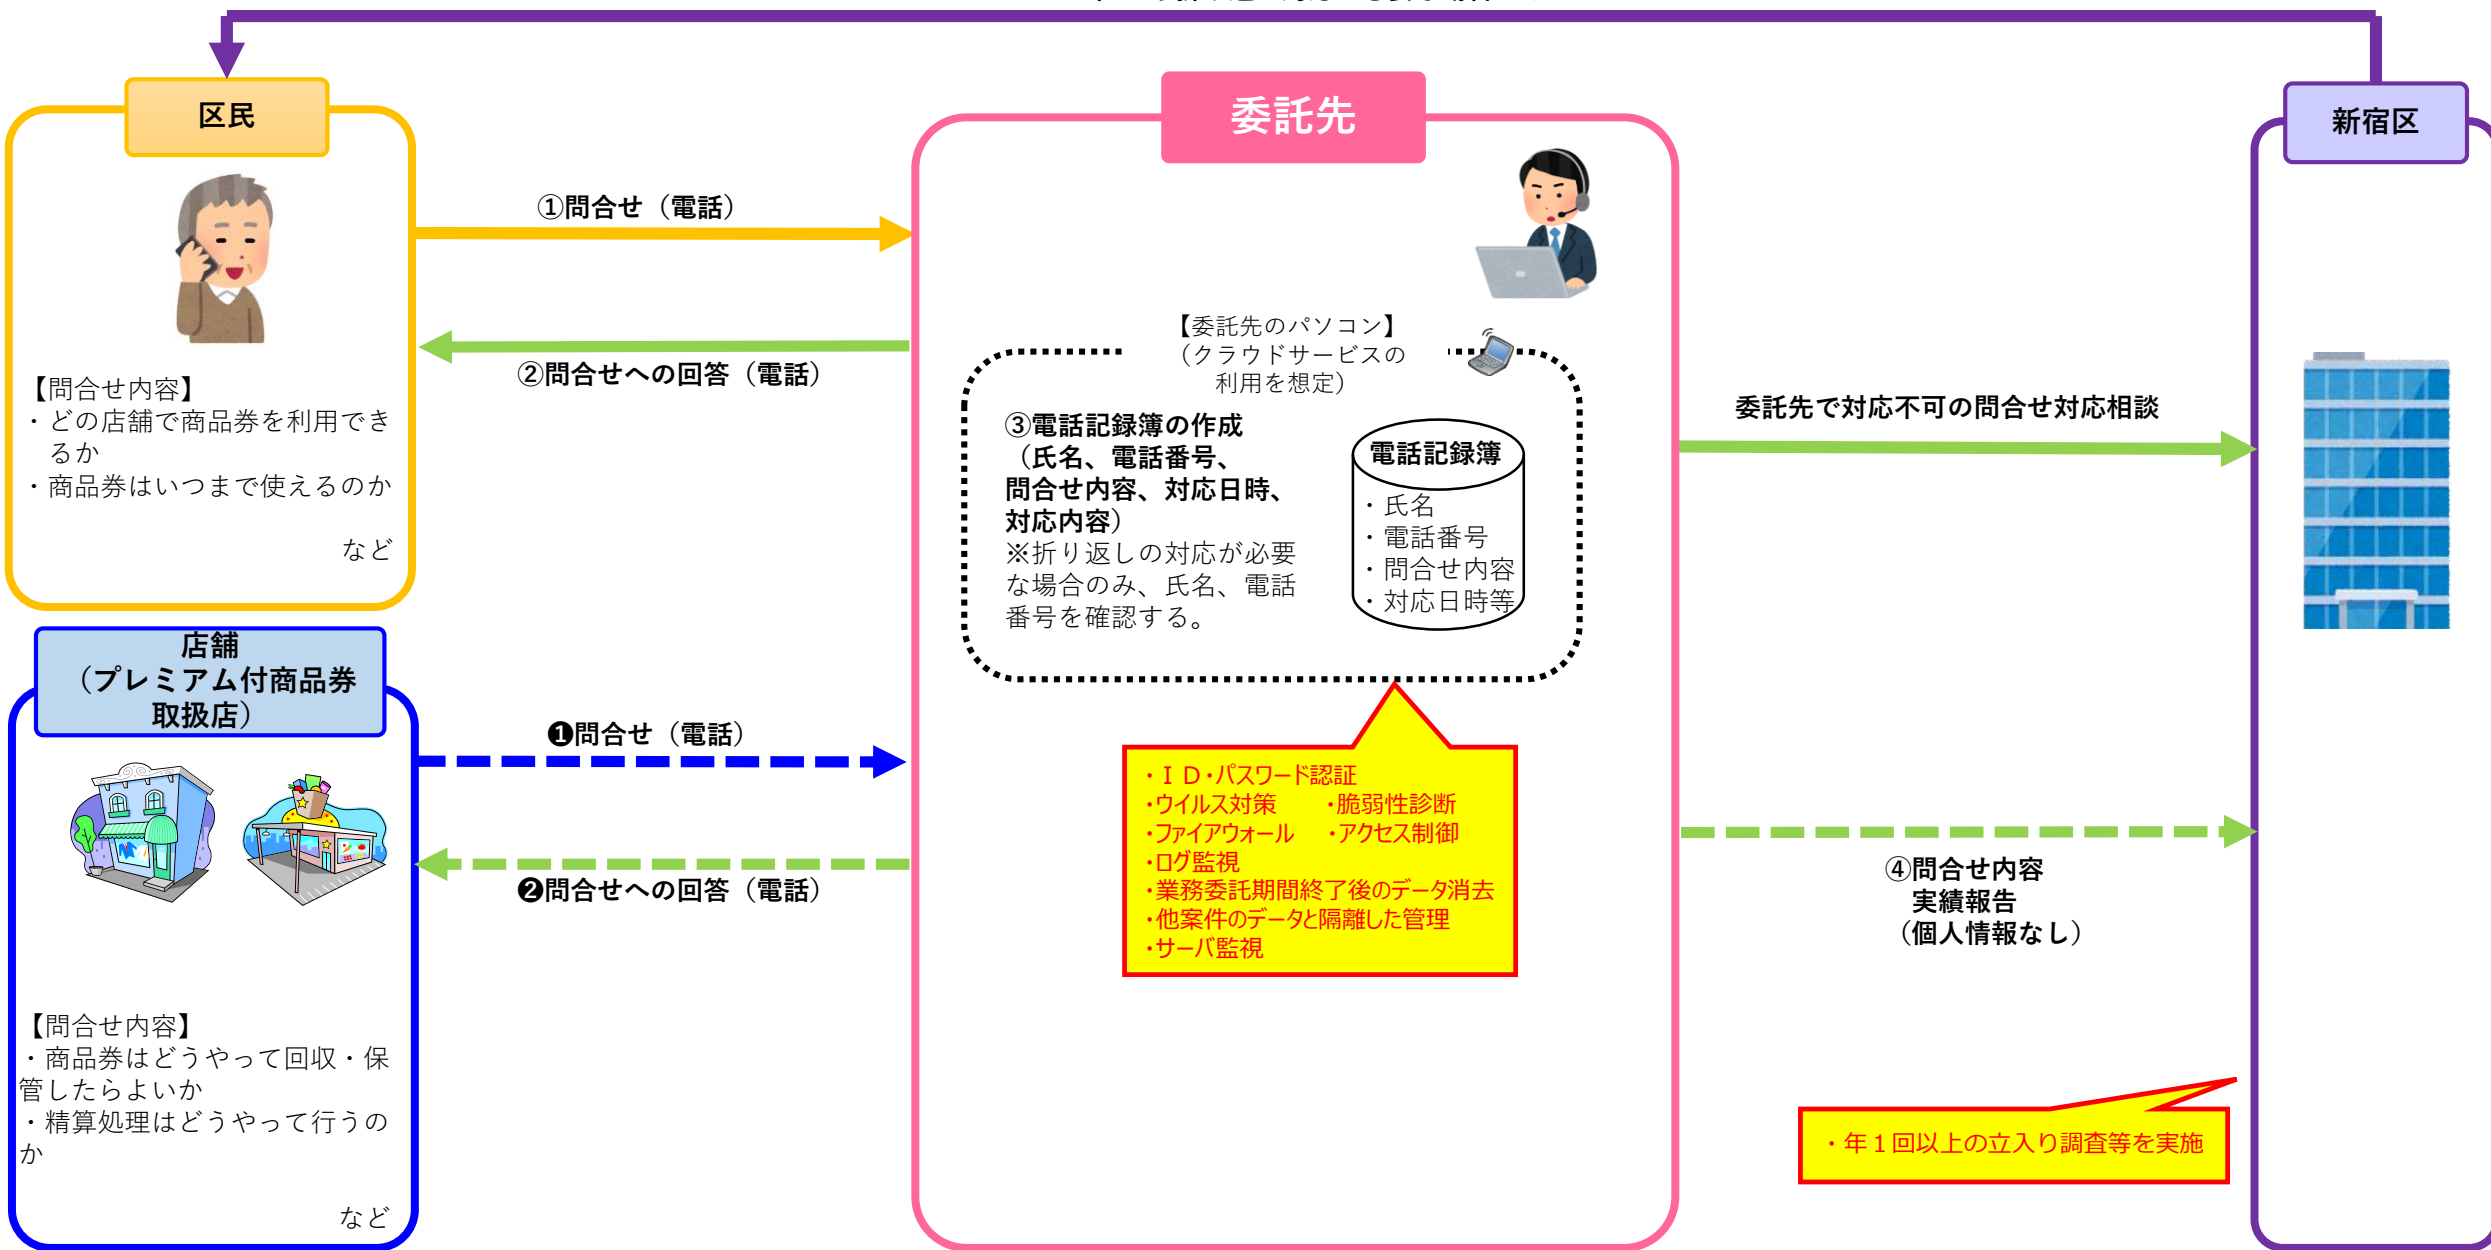 区民
委託先
新宿区
①問合せ（電話）
②問合せへの回答（電話）
【問合せ内容】
・どの店舗で商品券を利用でき
るか
・商品券はいつまで使えるのか
など
【委託先のパソコン】
（クラウドサービスの
利用を想定）
③電話記録簿の作成
（氏名、電話番号、
問合せ内容、対応日時、
対応内容）
※折り返しの対応が必要
な場合のみ、氏名、電話
番号を確認する。
電話記録簿
・氏名
・電話番号
・問合せ内容
・対応日時等
委託先で対応不可の問合せ対応相談
店舗
（プレミアム付商品券
取扱店）
❶問合せ（電話）
❷問合せへの回答（電話）
【問合せ内容】
・商品券はどうやって回収・保
管したらよいか
・精算処理はどうやって行うの
か
など
・ＩＤ・パスワード認証
・ウイルス対策　　・脆弱性診断
・ファイアウォール　・アクセス制御
・ログ監視
・業務委託期間終了後のデータ消去
・他案件のデータと隔離した管理
・サーバ監視
④問合せ内容
実績報告
（個人情報なし）
・年１回以上の立入り調査等を実施